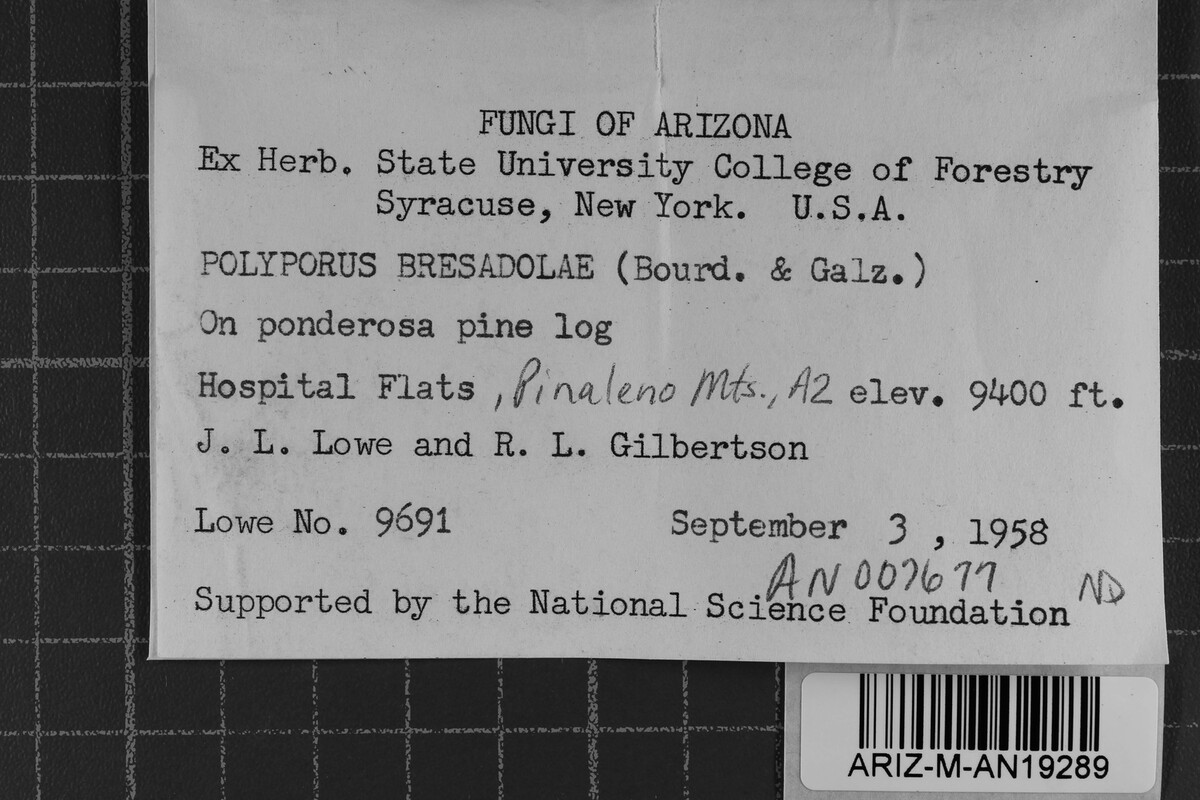 FUNGI OF ARIZONA
Ex Herb. State University College of Forestry
Syracuse, New York. U.S.A.
POLYPORUS BRESADOLAE (Bourd. & Galz.)
On ponderosa pine log
Hospital Flats , Pinaleno Mts., AZ elev. 9400 ft.
J. L. Lowe and R. L. Gilbertson
Lowe No. 9691 September 3 , 1958
AN007677 ND
Supported by the National Science Foundation
ARIZ-M-AN19289